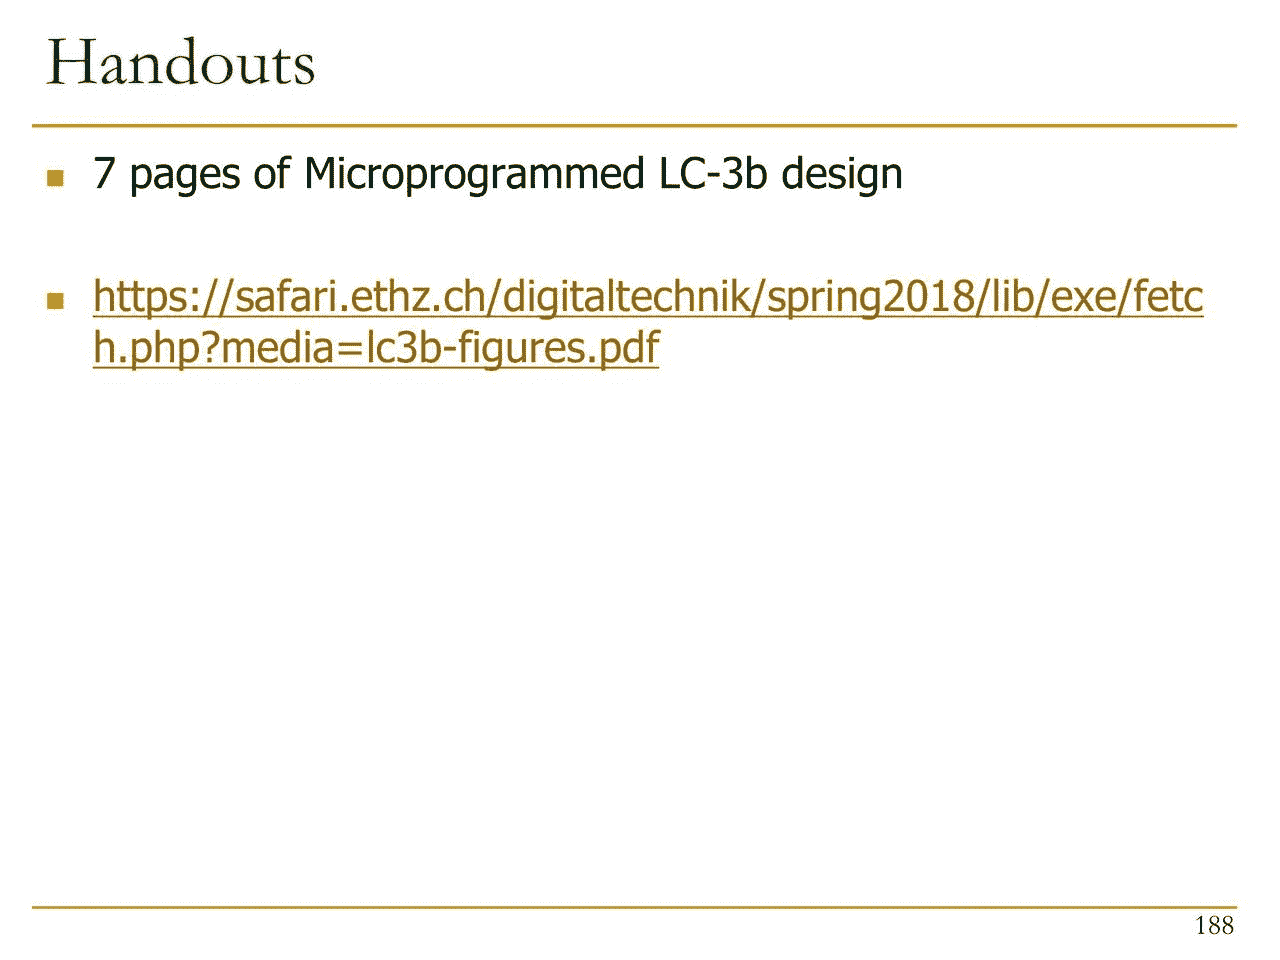 Handouts
7 pages of Microprogrammed LC-3b design
https://safari.ethz.ch/digitaltechnik/spring2018/lib/exe/fetc
h.php?media=lc3b-figures.pdf
188